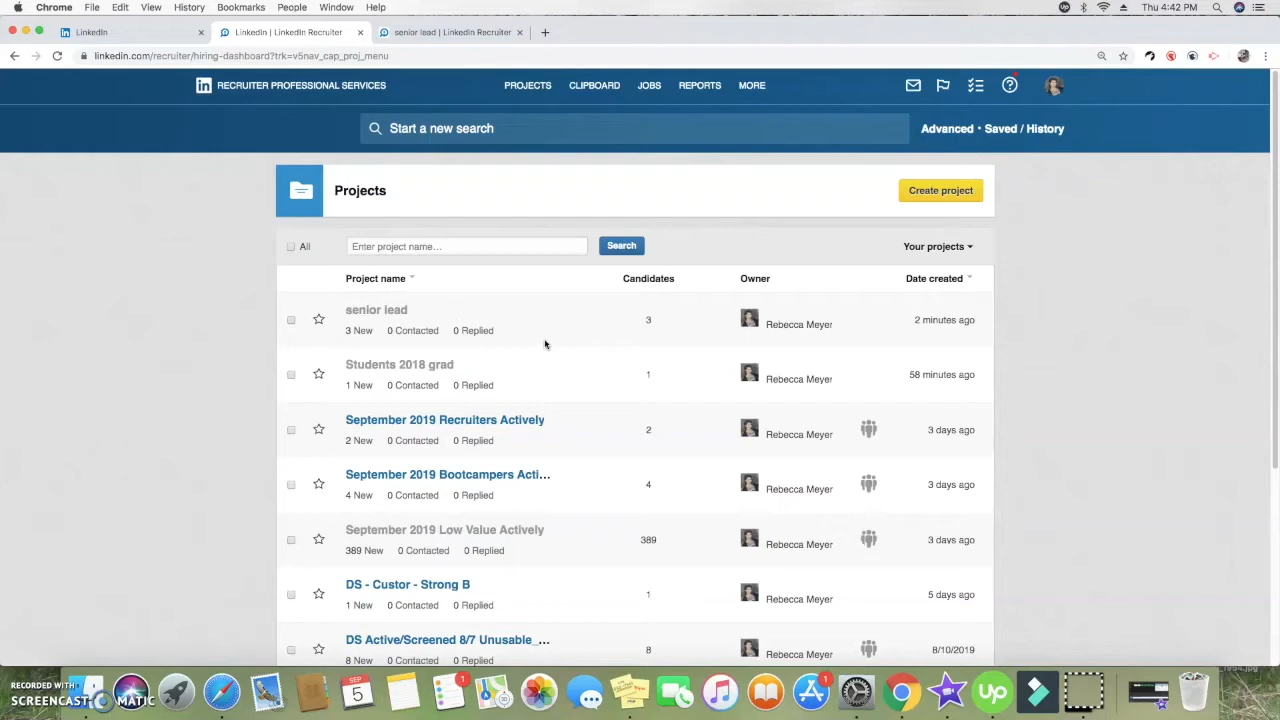 Chrome File Edit View History Bookmarks People Window Help Thu 4:42 PM
LinkedIn LinkedIn | LinkedIn Recruiter senior lead | LinkedIn Recruiter
linkedin.com/recruiter/hiring-dashboard?trk=v5nav_cap_proj_menu
in RECRUITER PROFESSIONAL SERVICES PROJECTS CLIPBOARD JOBS REPORTS MORE
Start a new search Advanced • Saved / History
Projects Create project
All Enter project name... Search Your projects
Project name Candidates Owner Date created
senior lead
3 New 0 Contacted 0 Replied 3 Rebecca Meyer 2 minutes ago
Students 2018 grad
1 New 0 Contacted 0 Replied 1 Rebecca Meyer 58 minutes ago
September 2019 Recruiters Actively
2 New 0 Contacted 0 Replied 2 Rebecca Meyer 3 days ago
September 2019 Bootcampers Acti...
4 New 0 Contacted 0 Replied 4 Rebecca Meyer 3 days ago
September 2019 Low Value Actively
389 New 0 Contacted 0 Replied 389 Rebecca Meyer 3 days ago
DS - Custor - Strong B
1 New 0 Contacted 0 Replied 1 Rebecca Meyer 5 days ago
DS Active/Screened 8/7 Unusable_...
8 New 0 Contacted 0 Replied 8 Rebecca Meyer 8/10/2019
RECORDED WITH
SCREENCAST MATIC
SEP
5
1
1
Up